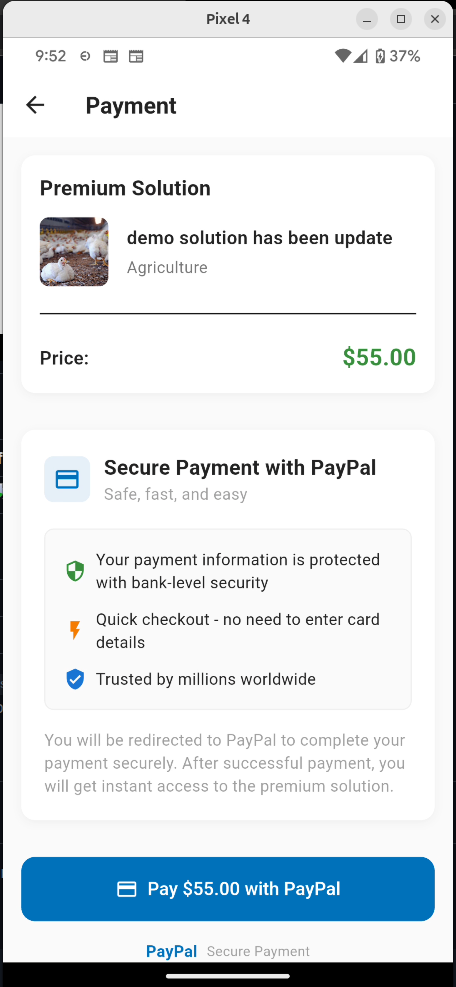 Pixel 4
9:52
37%
Payment
Premium Solution
demo solution has been update
Agriculture
Price:
$55.00
Secure Payment with PayPal
Safe, fast, and easy
Your payment information is protected
with bank-level security
Quick checkout - no need to enter card
details
Trusted by millions worldwide
You will be redirected to PayPal to complete your
payment securely. After successful payment, you
will get instant access to the premium solution.
Pay $55.00 with PayPal
PayPal Secure Payment